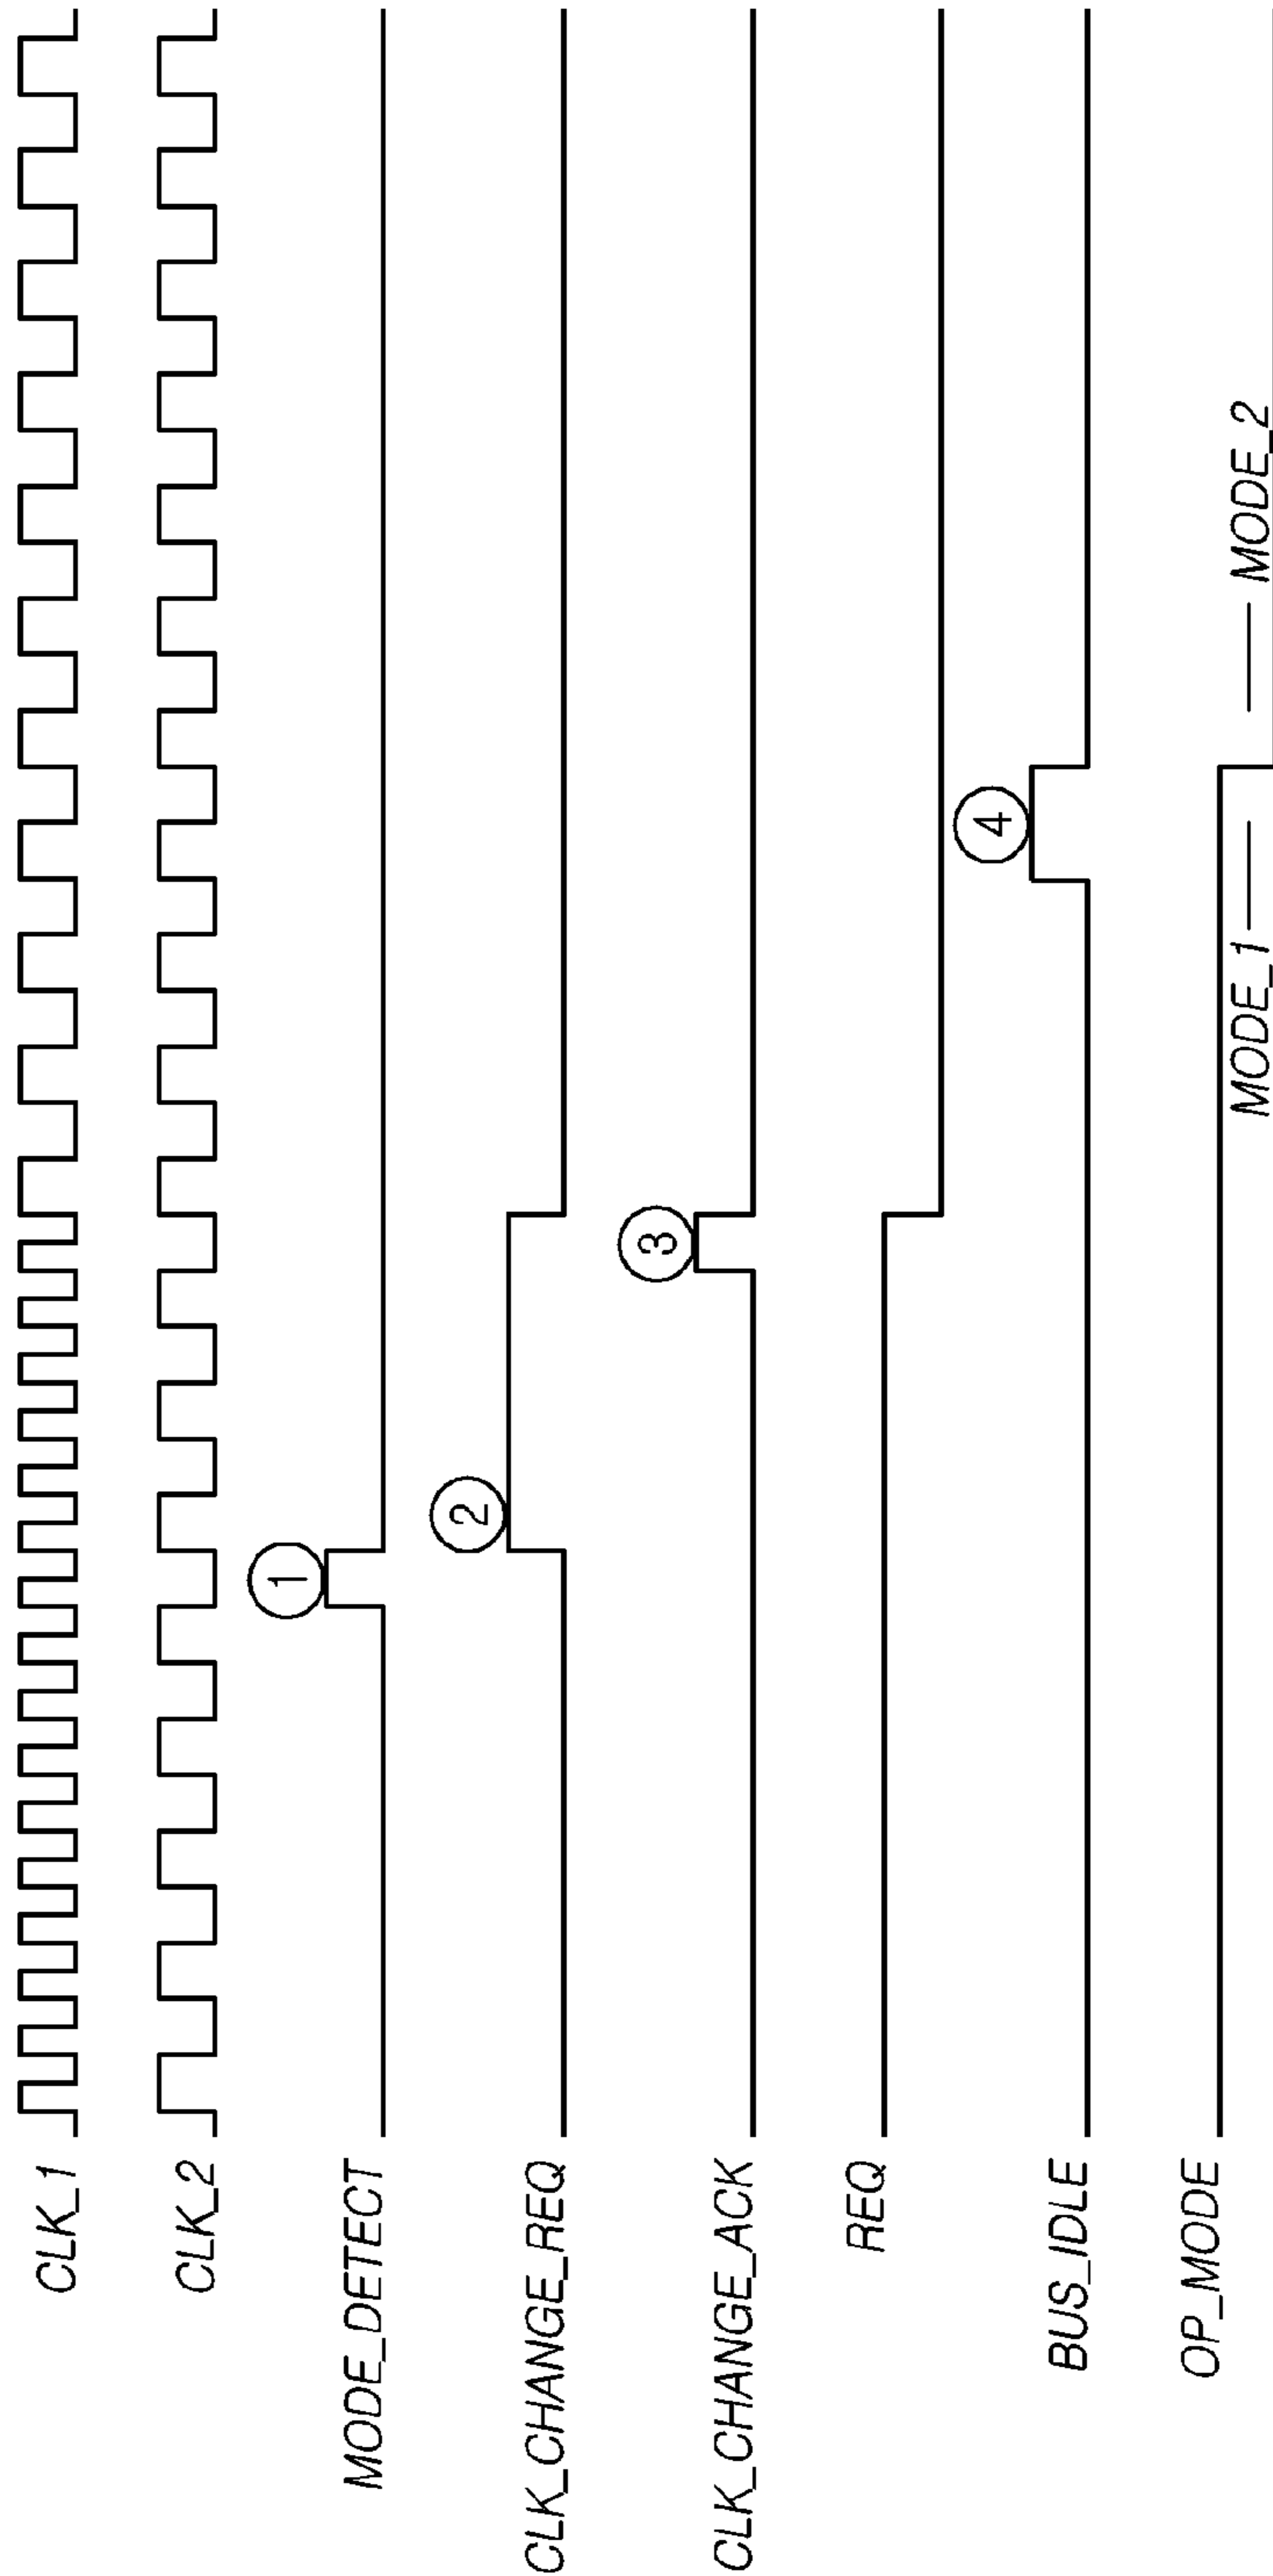 CLK_1
CLK_2
MODE_DETECT
1
CLK_CHANGE_REQ
2
CLK_CHANGE_ACK
3
REQ
BUS_IDLE
4
OP_MODE
MODE_1
MODE_2